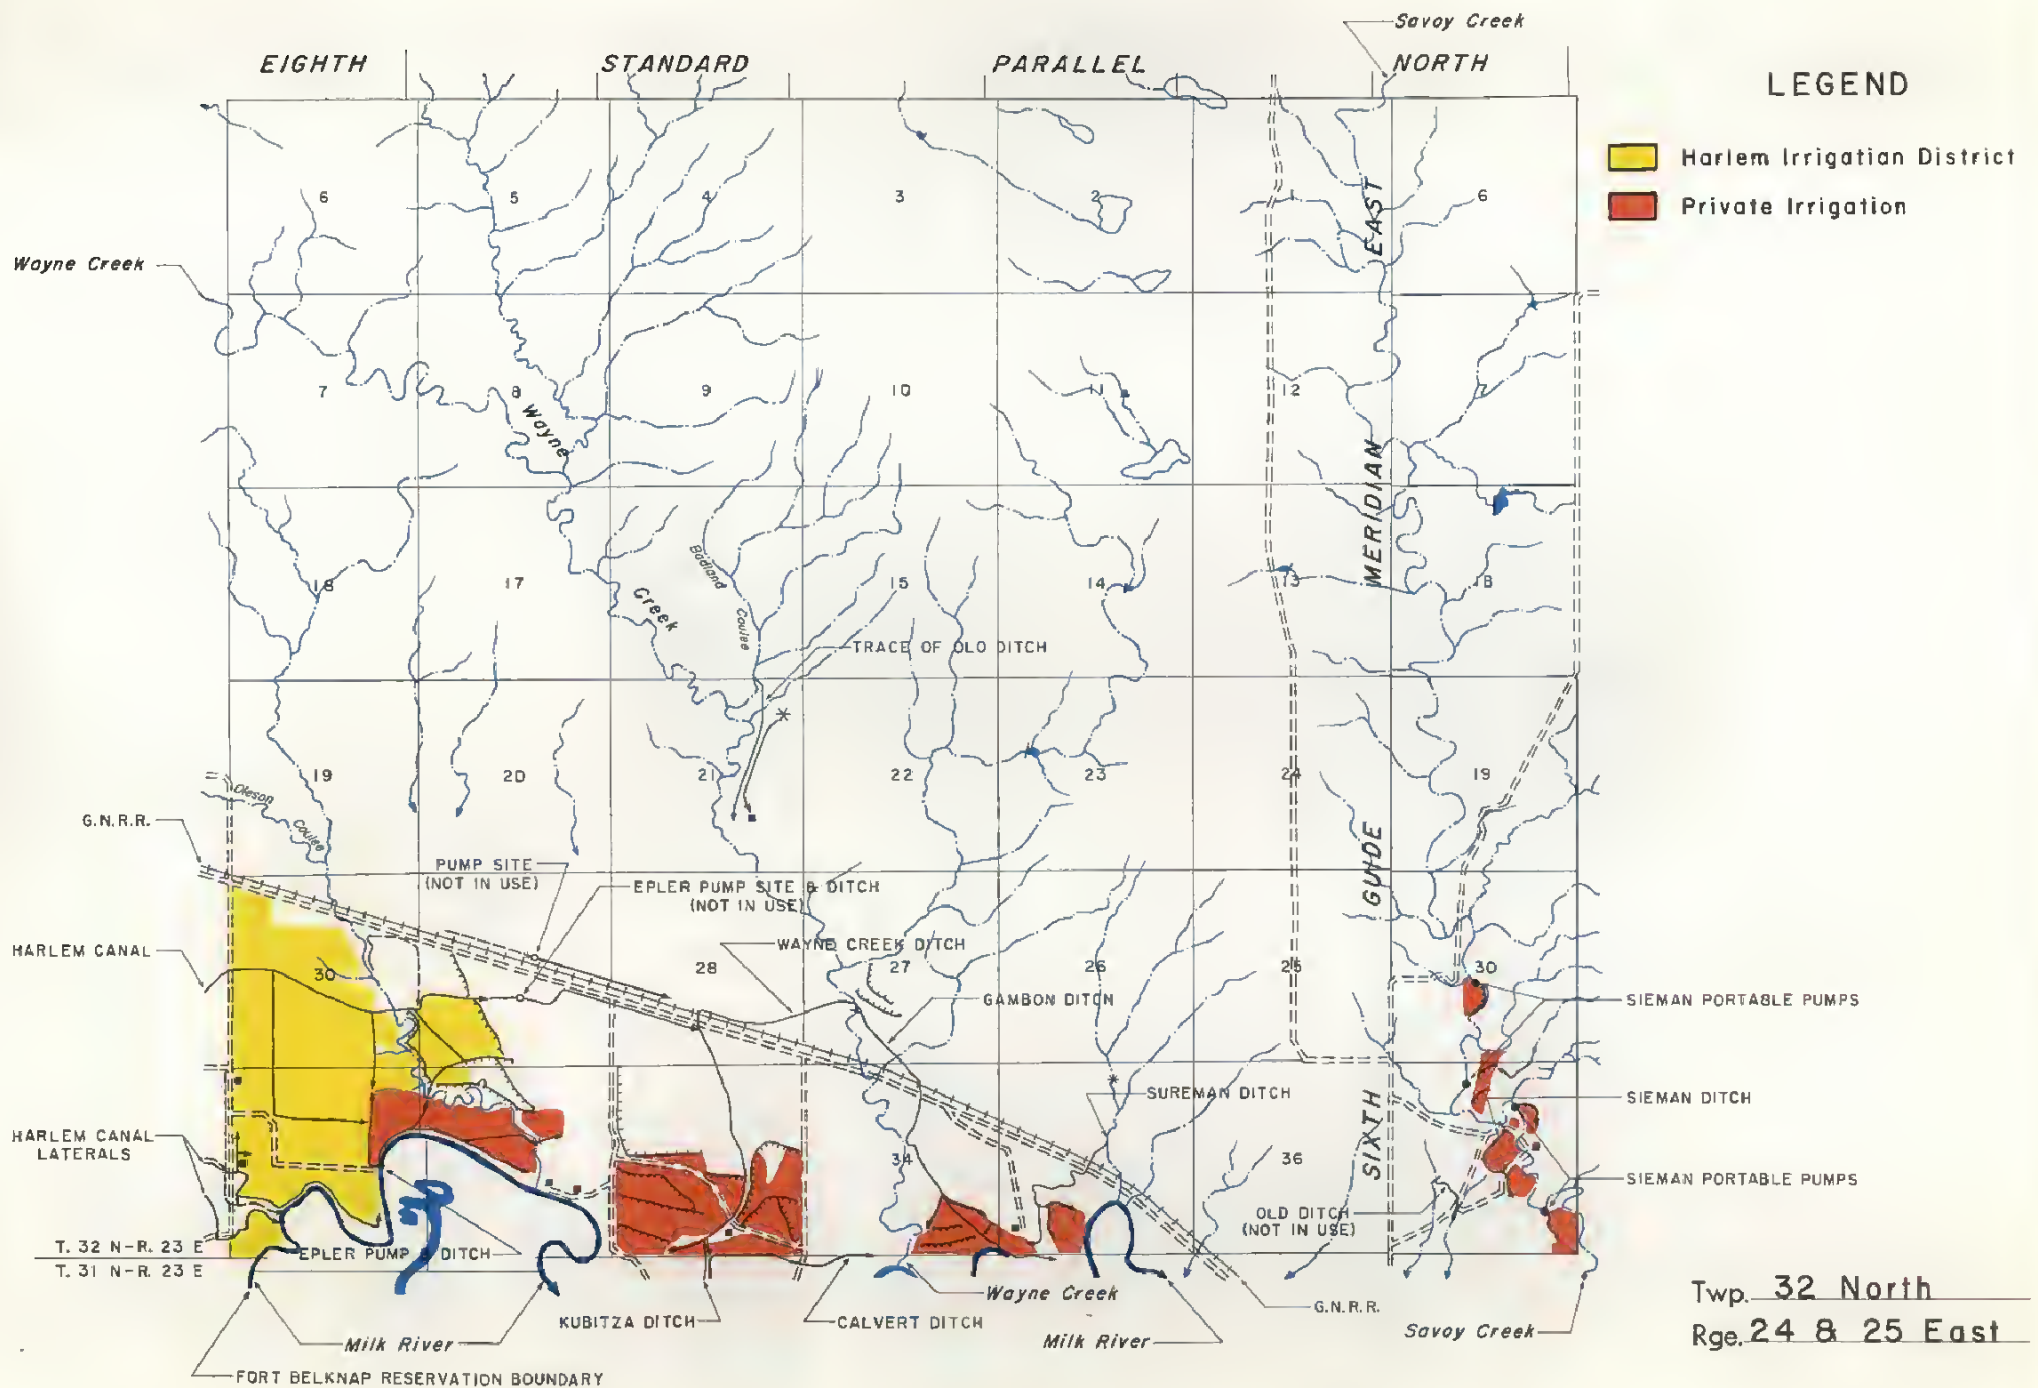 Savoy Creek
EIGHTH STANDARD PARALLEL NORTH
LEGEND
Harlem Irrigation District
Private Irrigation
6 5 4 3 2 1 6
EAST
Wayne Creek
7 8 9 10 11 12 7
Wayne
MERIDIAN
18 17 15 14 13 18
Badland
Coulee
Creek
TRACE OF OLD DITCH
19 20 21 22 23 24 19
Oleson
Coulee
G.N.R.R.
GUIDE
PUMP SITE
(NOT IN USE)
EPLER PUMP SITE & DITCH
(NOT IN USE)
HARLEM CANAL
WAYNE CREEK DITCH
30 28 27 26 25 30
GAMBON DITCH
SIEMAN PORTABLE PUMPS
SUREMAN DITCH
SIEMAN DITCH
HARLEM CANAL
LATERALS
34 36
SIXTH
SIEMAN PORTABLE PUMPS
OLD DITCH
(NOT IN USE)
T. 32 N-R. 23 E
EPLER PUMP & DITCH
T. 31 N-R. 23 E
Wayne Creek
G.N.R.R.
KUBITZA DITCH
CALVERT DITCH
Milk River
Milk River
Savoy Creek
FORT BELKNAP RESERVATION BOUNDARY
Twp. 32 North
Rge. 24 & 25 East